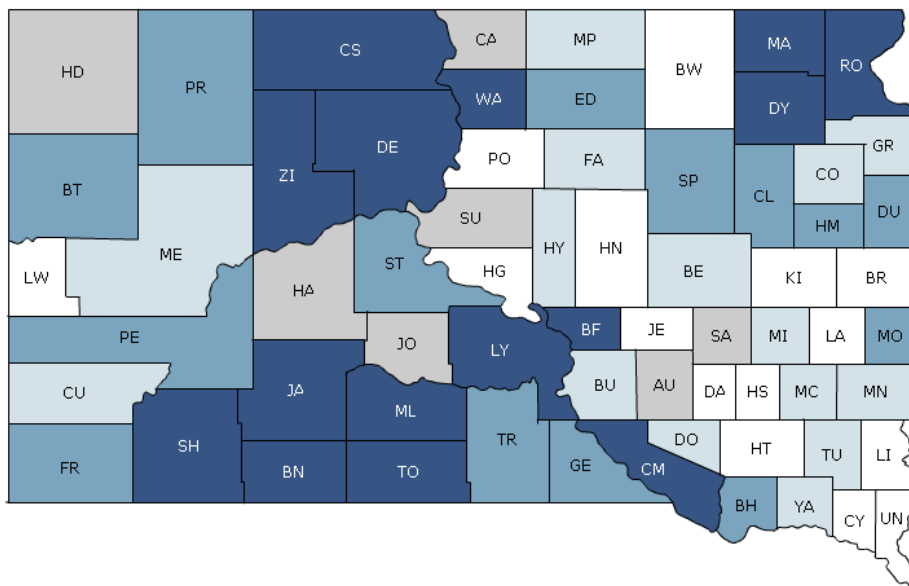 CS CA MP MA
HD BW RO
PR WA ED DY
DE PO FA GR
BT ZI SP CL CO
SU DU
HM
ME HY HN
LW HA ST HG BE KI BR
PE JO LY BF JE SA MI LA MO
CU JA BU AU DA HS MC MN
ML
SH TR DO HT TU LI
FR BN TO GE CM
BH YA CY UN